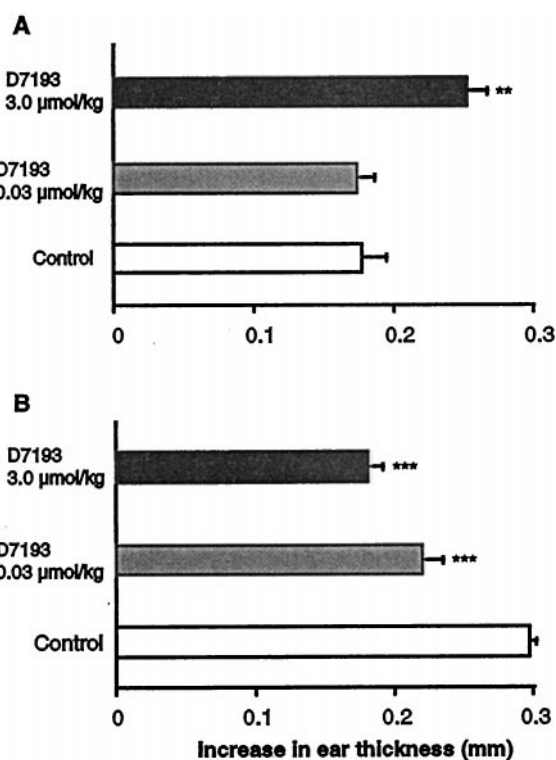 A
D7193
3.0 μmol/kg
**
D7193
0.03 μmol/kg
Control
0 0.1 0.2 0.3
B
D7193
3.0 μmol/kg
***
D7193
0.03 μmol/kg
***
Control
0 0.1 0.2 0.3
Increase in ear thickness (mm)